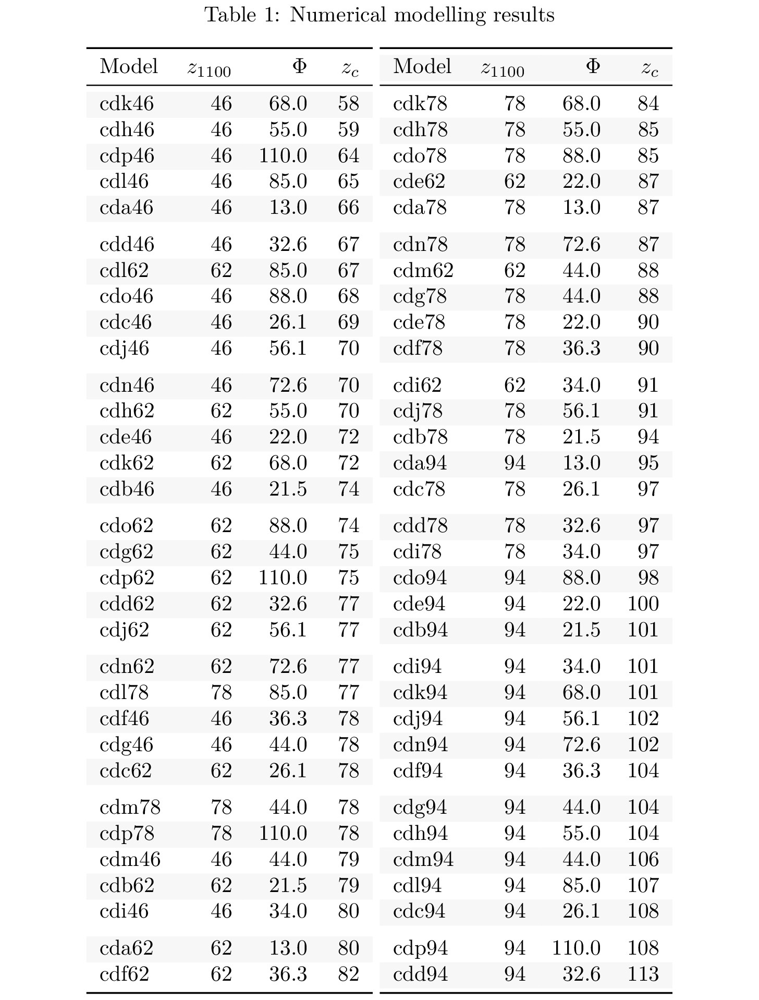 Table 1: Numerical modelling results
Model z1100 Φ zc Model z1100 Φ zc
cdk46 46 68.0 58 cdk78 78 68.0 84
cdh46 46 55.0 59 cdh78 78 55.0 85
cdp46 46 110.0 64 cdo78 78 88.0 85
cdl46 46 85.0 65 cde62 62 22.0 87
cda46 46 13.0 66 cda78 78 13.0 87
cdd46 46 32.6 67 cdn78 78 72.6 87
cdl62 62 85.0 67 cdm62 62 44.0 88
cdo46 46 88.0 68 cdg78 78 44.0 88
cdc46 46 26.1 69 cde78 78 22.0 90
cdj46 46 56.1 70 cdf78 78 36.3 90
cdn46 46 72.6 70 cdi62 62 34.0 91
cdh62 62 55.0 70 cdj78 78 56.1 91
cde46 46 22.0 72 cdb78 78 21.5 94
cdk62 62 68.0 72 cda94 94 13.0 95
cdb46 46 21.5 74 cdc78 78 26.1 97
cdo62 62 88.0 74 cdd78 78 32.6 97
cdg62 62 44.0 75 cdi78 78 34.0 97
cdp62 62 110.0 75 cdo94 94 88.0 98
cdd62 62 32.6 77 cde94 94 22.0 100
cdj62 62 56.1 77 cdb94 94 21.5 101
cdn62 62 72.6 77 cdi94 94 34.0 101
cdl78 78 85.0 77 cdk94 94 68.0 101
cdf46 46 36.3 78 cdj94 94 56.1 102
cdg46 46 44.0 78 cdn94 94 72.6 102
cdc62 62 26.1 78 cdf94 94 36.3 104
cdm78 78 44.0 78 cdg94 94 44.0 104
cdp78 78 110.0 78 cdh94 94 55.0 104
cdm46 46 44.0 79 cdm94 94 44.0 106
cdb62 62 21.5 79 cdl94 94 85.0 107
cdi46 46 34.0 80 cdc94 94 26.1 108
cda62 62 13.0 80 cdp94 94 110.0 108
cdf62 62 36.3 82 cdd94 94 32.6 113